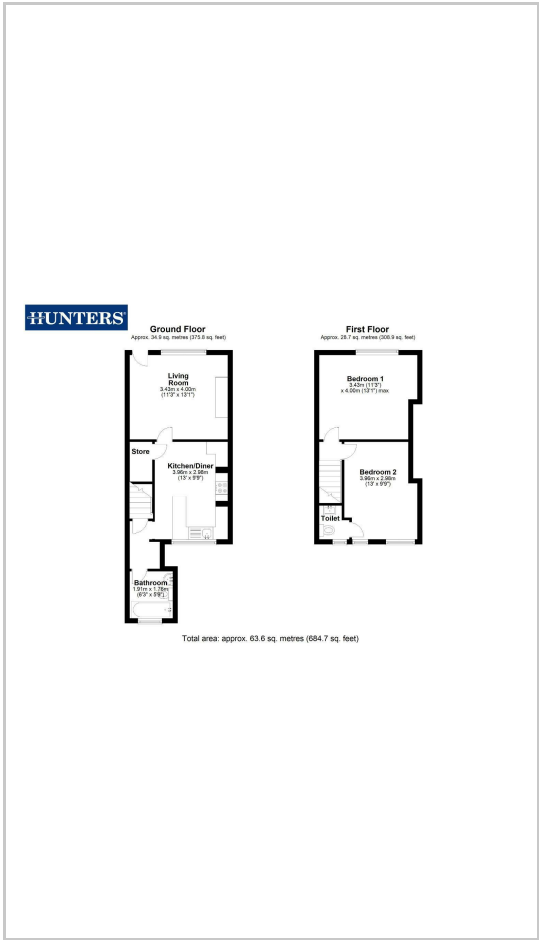 HUNTERS®
Ground Floor
Approx. 34.9 sq. metres (375.8 sq. feet)
Living
Room
3.43m x 4.00m
(11'3" x 13'1")
Store
Kitchen/Diner
3.96m x 2.98m
(13' x 9'9")
Bathroom
1.91m x 1.76m
(6'3" x 5'9")
First Floor
Approx. 28.7 sq. metres (308.9 sq. feet)
Bedroom 1
3.43m (11'3")
x 4.00m (13'1") max
Bedroom 2
3.96m x 2.98m
(13' x 9'9")
Toilet
Total area: approx. 63.6 sq. metres (684.7 sq. feet)